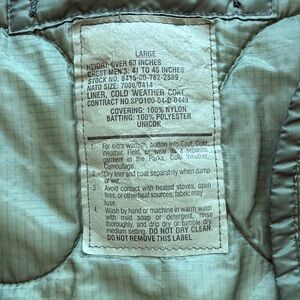 LARGE
HEIGHT: OVER 63 INCHES
CHEST MEN'S: 41 TO 45 INCHES
STOCK NO: 8415-00-782-2889
NATO SIZE: 7080/0414
LINER, COLD WEATHER COAT
CONTRACT NO. SPO100-04-D-0449
COVERING: 100% NYLON
BATTING: 100% POLYESTER
UNICOR
1. For extra warmth, button into Coat, Cold
Weather, Field, or wear as a separate
garment in the Parka, Cold Weather,
Camouflage.
2. Dry liner and coat separately when damp
or wet.
3. Avoid contact with heated stoves, open
fires, or other heat sources; fabric may
fuse.
4. Wash by hand or machine in warm water
with mild soap or detergent, rinse
thoroughly, and drip dry or tumble dry
medium setting. DO NOT DRY CLEAN.
DO NOT REMOVE THIS LABEL